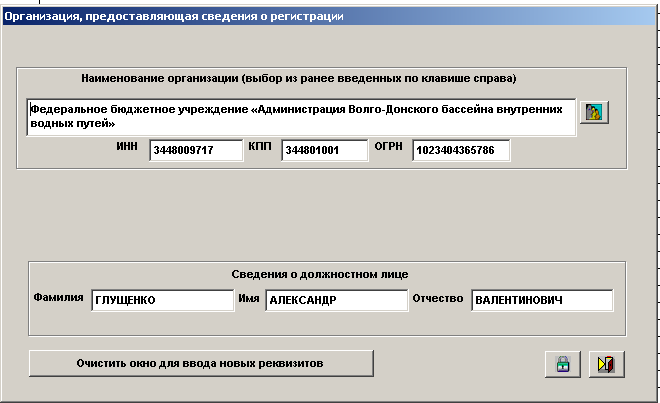 Организация, предоставляющая сведения о регистрации
Наименование организации (выбор из ранее введенных по клавише справа)
Федеральное бюджетное учреждение «Администрация Волго-Донского бассейна внутренних
водных путей»
ИНН 3448009717 КПП 344801001 ОГРН 1023404365786
Сведения о должностном лице
Фамилия ГЛУЩЕНКО Имя АЛЕКСАНДР Отчество ВАЛЕНТИНОВИЧ
Очистить окно для ввода новых реквизитов